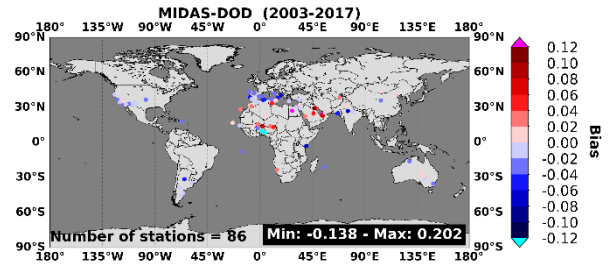 MIDAS-DOD (2003-2017)
180° 135°W 90°W 45°W 0° 45°E 90°E 135°E 180°
90°N 90°N
60°N 60°N
30°N 30°N
0° 0°
30°S 30°S
60°S 60°S
90°S 90°S
Number of stations = 86 Min: -0.138 - Max: 0.202
180° 135°W 90°W 45°W 0° 45°E 90°E 135°E 180°
0.12
0.10
0.08
0.06
0.04
0.02
0.00
-0.02
-0.04
-0.06
-0.08
-0.10
-0.12
Bias